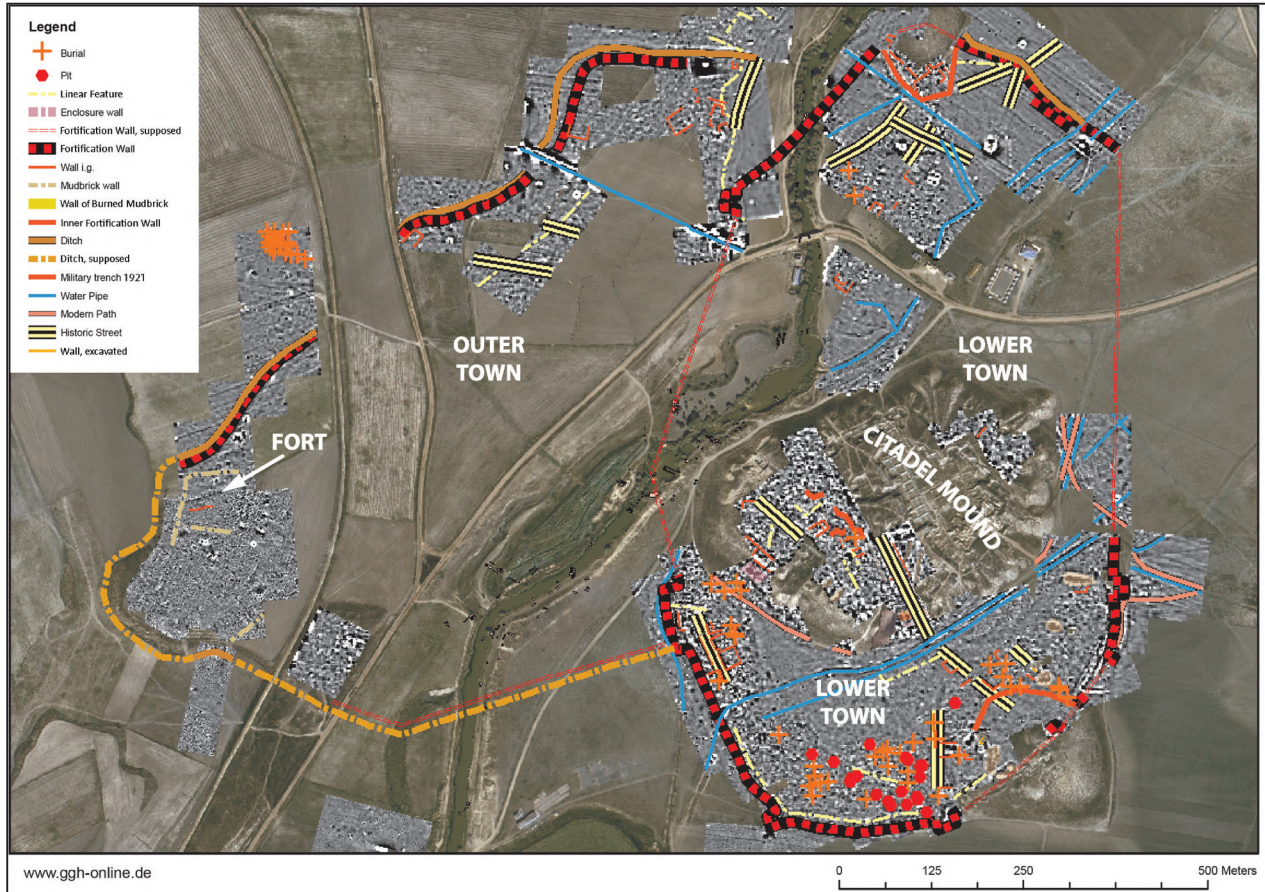 Legend
Burial
Pit
Linear Feature
Enclosure wall
Fortification Wall, supposed
Fortification Wall
Wall i.g.
Mudbrick wall
Wall of Burned Mudbrick
Inner Fortification Wall
Ditch
Ditch, supposed
Military trench 1921
Water Pipe
Modern Path
Historic Street
Wall, excavated
OUTER
TOWN
LOWER
TOWN
FORT
CITADEL MOUND
LOWER
TOWN
www.ggh-online.de
0 125 250 500 Meters